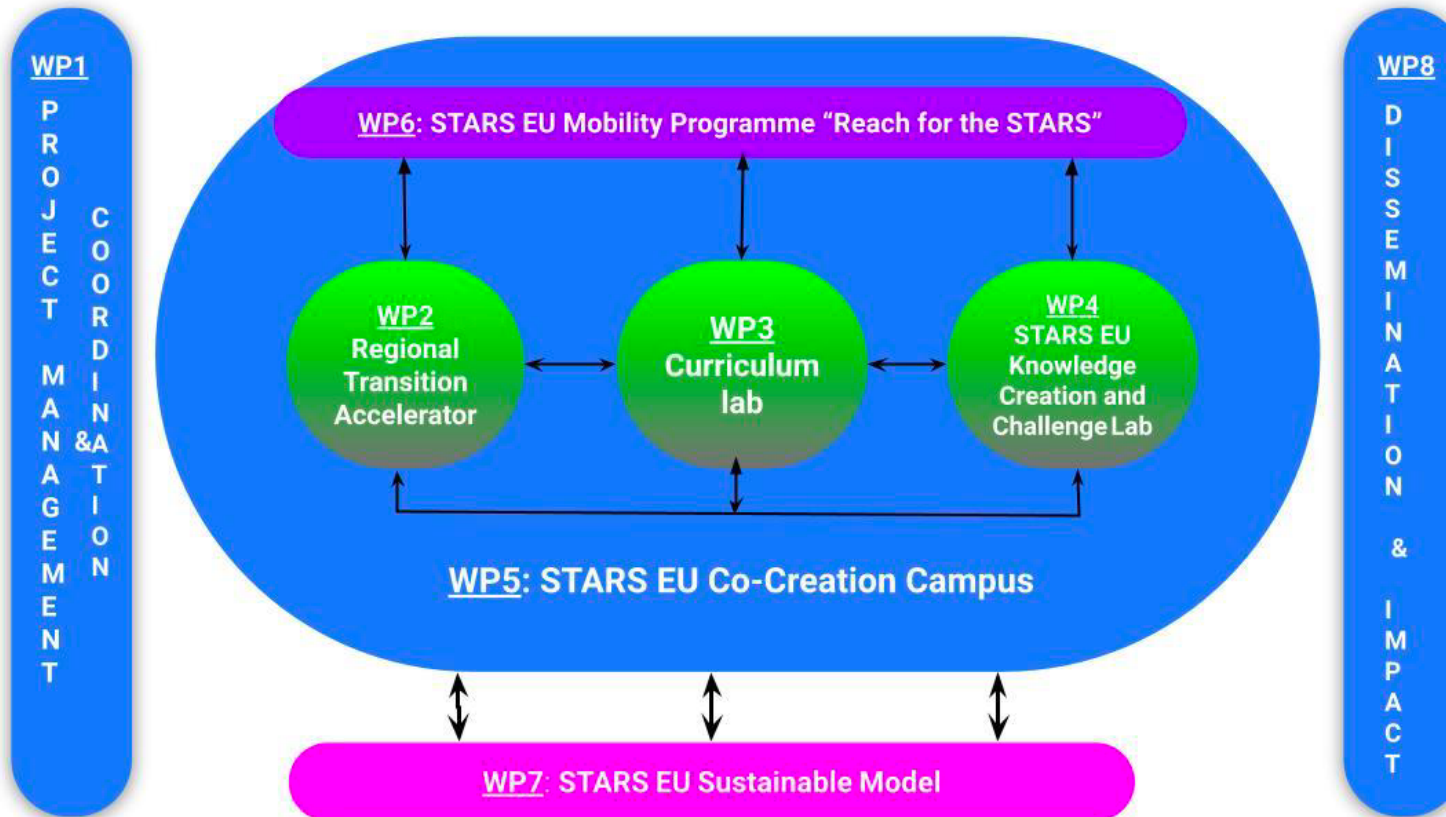 WP1
PROJECT MANAGEMENT
&
COORDINATION
WP6: STARS EU Mobility Programme “Reach for the STARS”
WP2
Regional
Transition
Accelerator
WP3
Curriculum
lab
WP4
STARS EU
Knowledge
Creation and
Challenge Lab
WP5: STARS EU Co-Creation Campus
WP7: STARS EU Sustainable Model
WP8
DISSEMINATION & IMPACT